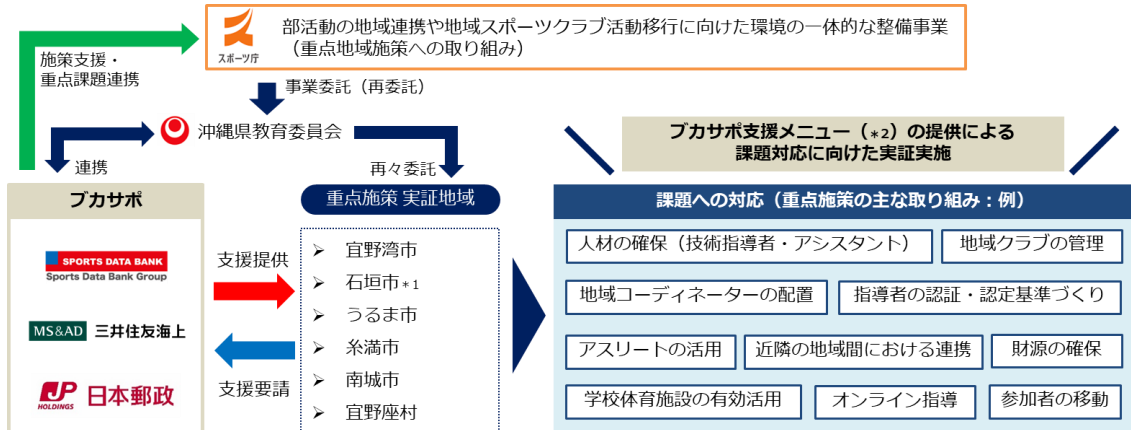 部活動の地域連携や地域スポーツクラブ活動移行に向けた環境の一体的な整備事業
（重点地域施策への取り組み）
スポーツ庁
施策支援・
重点課題連携
事業委託（再委託）
沖縄県教育委員会
連携
再々委託
ブカサポ
SPORTS DATA BANK
Sports Data Bank Group
MS&AD 三井住友海上
JP
HOLDINGS
日本郵政
支援提供
支援要請
重点施策 実証地域
➢ 宜野湾市
➢ 石垣市*1
➢ うるま市
➢ 糸満市
➢ 南城市
➢ 宜野座村
ブカサポ支援メニュー（*2）の提供による
課題対応に向けた実証実施
課題への対応（重点施策の主な取り組み：例）
人材の確保（技術指導者・アシスタント）
地域クラブの管理
地域コーディネーターの配置
指導者の認証・認定基準づくり
アスリートの活用
近隣の地域間における連携
財源の確保
学校体育施設の有効活用
オンライン指導
参加者の移動